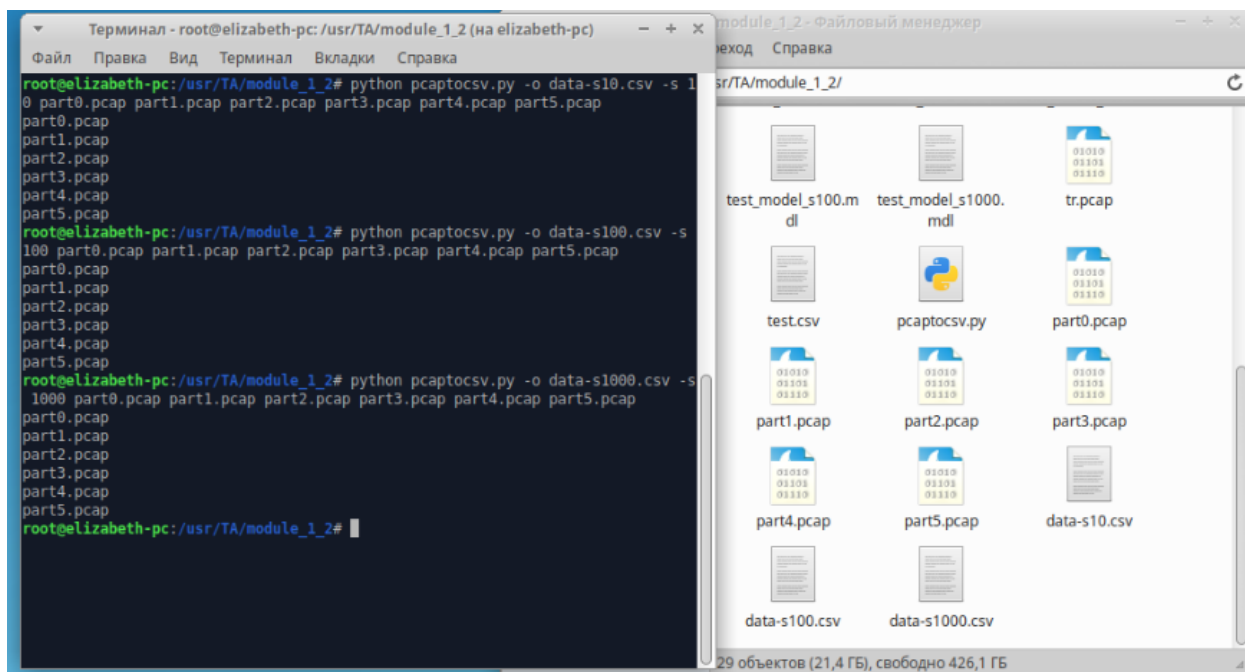 Терминал - root@elizabeth-pc: /usr/TA/module_1_2 (на elizabeth-pc)
Файл Правка Вид Терминал Вкладки Справка
root@elizabeth-pc:/usr/TA/module_1_2# python pcaptocsv.py -o data-s10.csv -s 1
0 part0.pcap part1.pcap part2.pcap part3.pcap part4.pcap part5.pcap
part0.pcap
part1.pcap
part2.pcap
part3.pcap
part4.pcap
part5.pcap
root@elizabeth-pc:/usr/TA/module_1_2# python pcaptocsv.py -o data-s100.csv -s
100 part0.pcap part1.pcap part2.pcap part3.pcap part4.pcap part5.pcap
part0.pcap
part1.pcap
part2.pcap
part3.pcap
part4.pcap
part5.pcap
root@elizabeth-pc:/usr/TA/module_1_2# python pcaptocsv.py -o data-s1000.csv -s
1000 part0.pcap part1.pcap part2.pcap part3.pcap part4.pcap part5.pcap
part0.pcap
part1.pcap
part2.pcap
part3.pcap
part4.pcap
part5.pcap
root@elizabeth-pc:/usr/TA/module_1_2#
module_1_2 - Файловый менеджер
реход Справка
sr/TA/module_1_2/
test_model_s100.m test_model_s1000. tr.pcap
dl mdl
test.csv pcaptocsv.py part0.pcap
part1.pcap part2.pcap part3.pcap
part4.pcap part5.pcap data-s10.csv
data-s100.csv data-s1000.csv
29 объектов (21,4 ГБ), свободно 426,1 ГБ